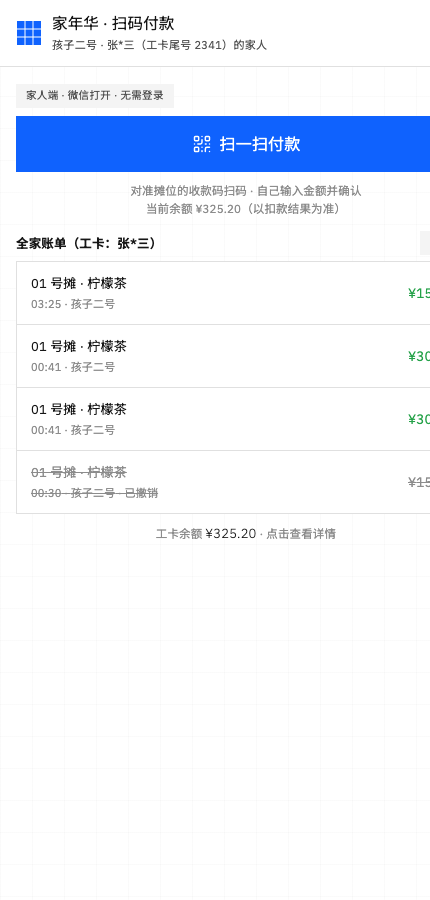 家年华 · 扫码付款
孩子二号 · 张*三（工卡尾号 2341）的家人
家人端 · 微信打开 · 无需登录
扫一扫付款
对准摊位的收款码扫码 · 自己输入金额并确认
当前余额 ¥325.20（以扣款结果为准）
全家账单（工卡：张*三）
01 号摊 · 柠檬茶
¥15
03:25 · 孩子二号
01 号摊 · 柠檬茶
¥30
00:41 · 孩子二号
01 号摊 · 柠檬茶
¥30
00:41 · 孩子二号
01 号摊 · 柠檬茶
¥15
00:30 · 孩子二号 · 已撤销
工卡余额 ¥325.20 · 点击查看详情